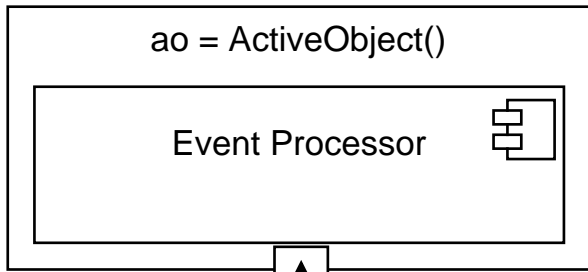 ao = ActiveObject()
Event Processor